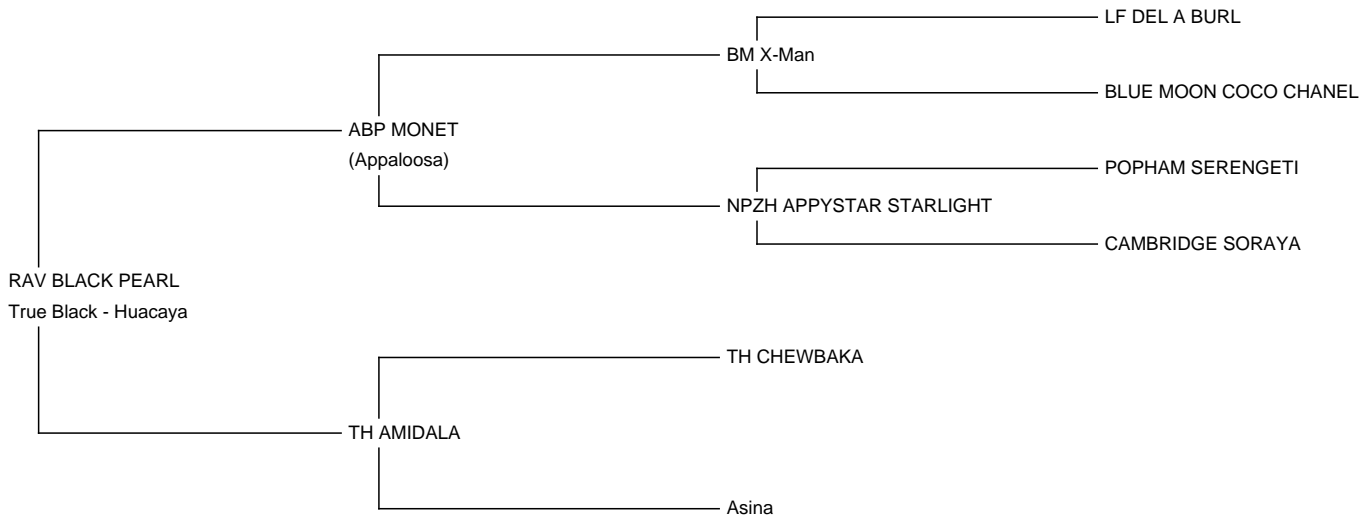 LF DEL A BURL
BM X-Man
BLUE MOON COCO CHANEL
ABP MONET
(Appaloosa)
POPHAM SERENGETI
NPZH APPYSTAR STARLIGHT
CAMBRIDGE SORAYA
RAV BLACK PEARL
True Black - Huacaya
TH CHEWBAKA
TH AMIDALA
Asina